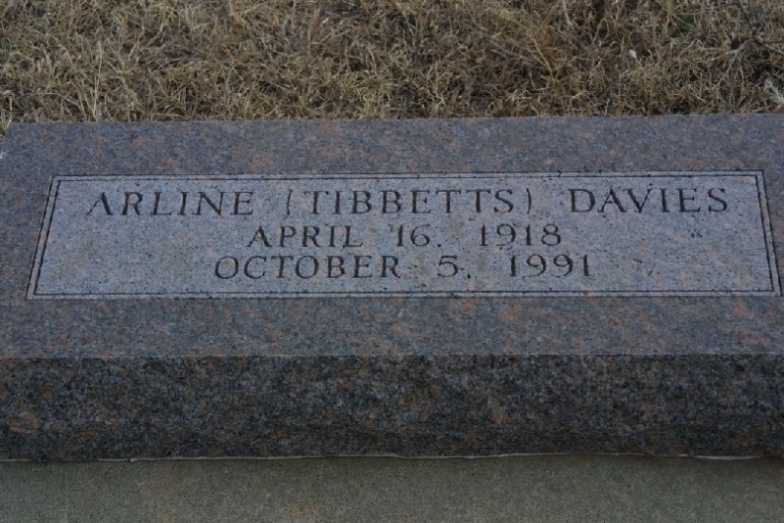 ARLINE (TIBBETTS) DAVIES
APRIL 16, 1918
OCTOBER 5, 1991